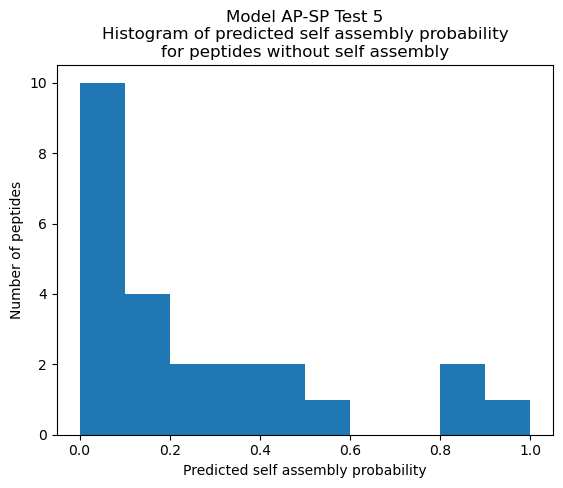 Model AP-SP Test 5
Histogram of predicted self assembly probability
for peptides without self assembly
Number of peptides
10
8
6
4
2
0
0.0 0.2 0.4 0.6 0.8 1.0
Predicted self assembly probability